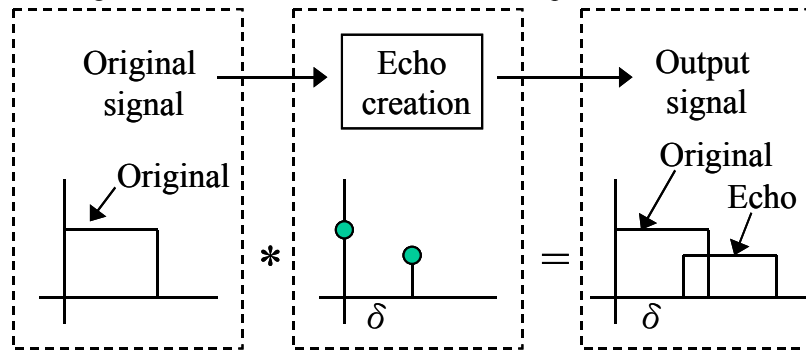 Original
signal
Echo
creation
Output
signal
Original
*
δ
=
Original
Echo
δ